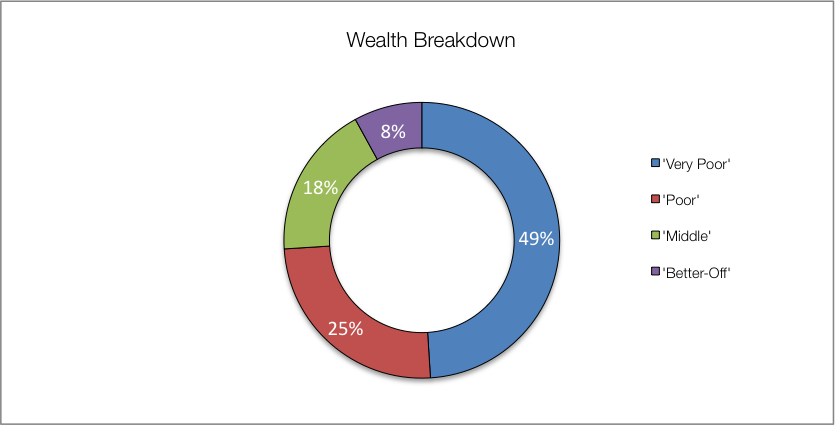 Wealth Breakdown
8%
18%
49%
25%
'Very Poor'
'Poor'
'Middle'
'Better-Off'